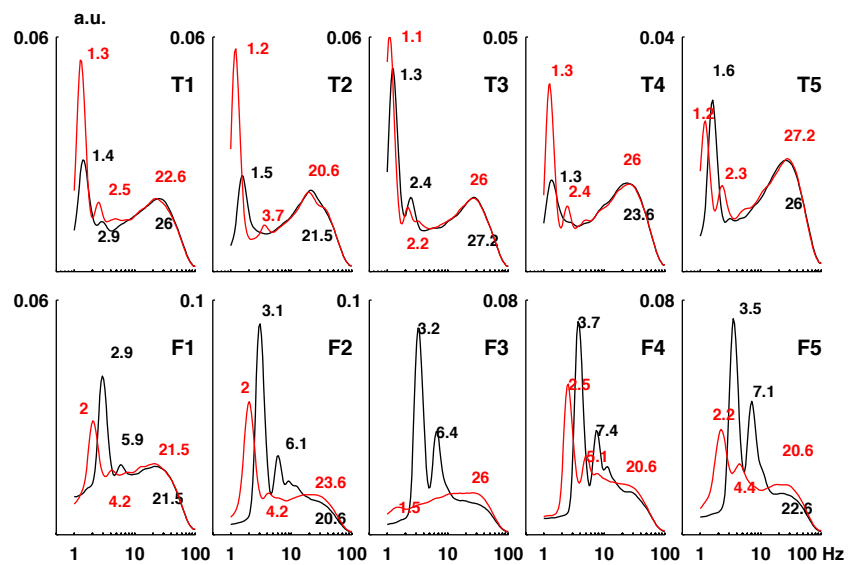 a.u.
0.06 0.06 0.06 0.05 0.04
1.3 1.2 1.1 1.3 1.6
T1 T2 T3 T4 T5
1.3 1.2
1.4 1.5 2.4 1.3 2.3 27.2
2.5 22.6 3.7 20.6 26 2.4 26
2.9 26 21.5 2.2 27.2 23.6 26
0.06 0.1 0.1 0.08 0.08
3.1 3.2 3.7 3.5
F1 F2 F3 F4 F5
2.9 2 2.5 7.1
2 5.9 21.5 6.1 6.4 7.4 2.2 20.6
4.2 21.5 23.6 26 5.1 20.6 4.4
4.2 20.6 1.5 22.6
1 10 100 1 10 100 1 10 100 1 10 100 1 10 100 Hz